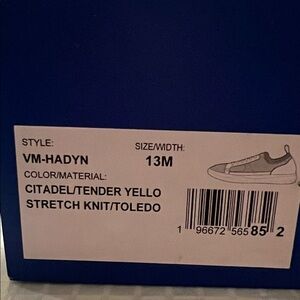 STYLE: SIZE/WIDTH:
VM-HADYN 13M
COLOR/MATERIAL:
CITADEL/TENDER YELLO
STRETCH KNIT/TOLEDO
1 96672 56585 2